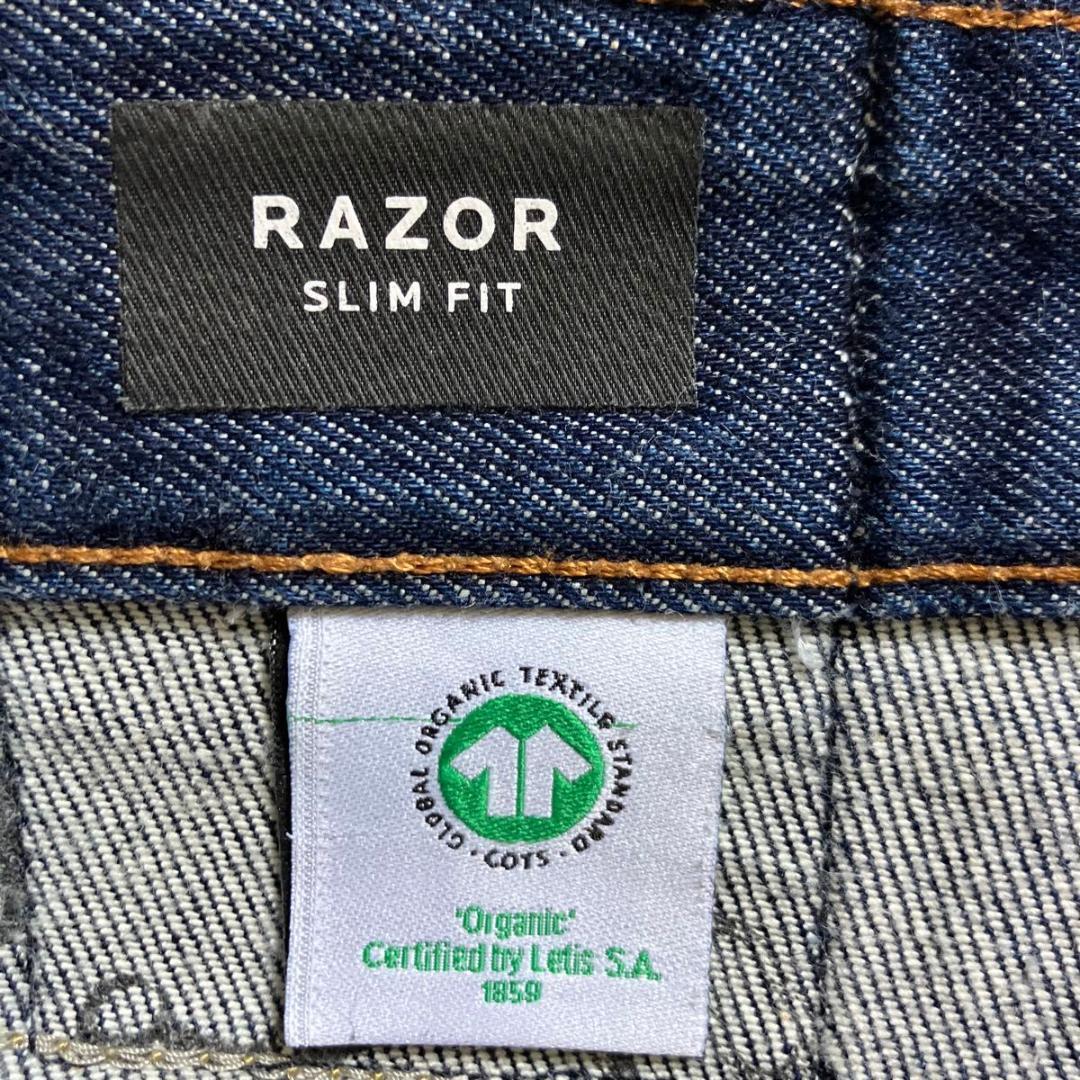 RAZOR
SLIM FIT
GLOBAL ORGANIC TEXTILE STANDARD · GOTS ·
"Organic"
Certified by Letis S.A.
1859